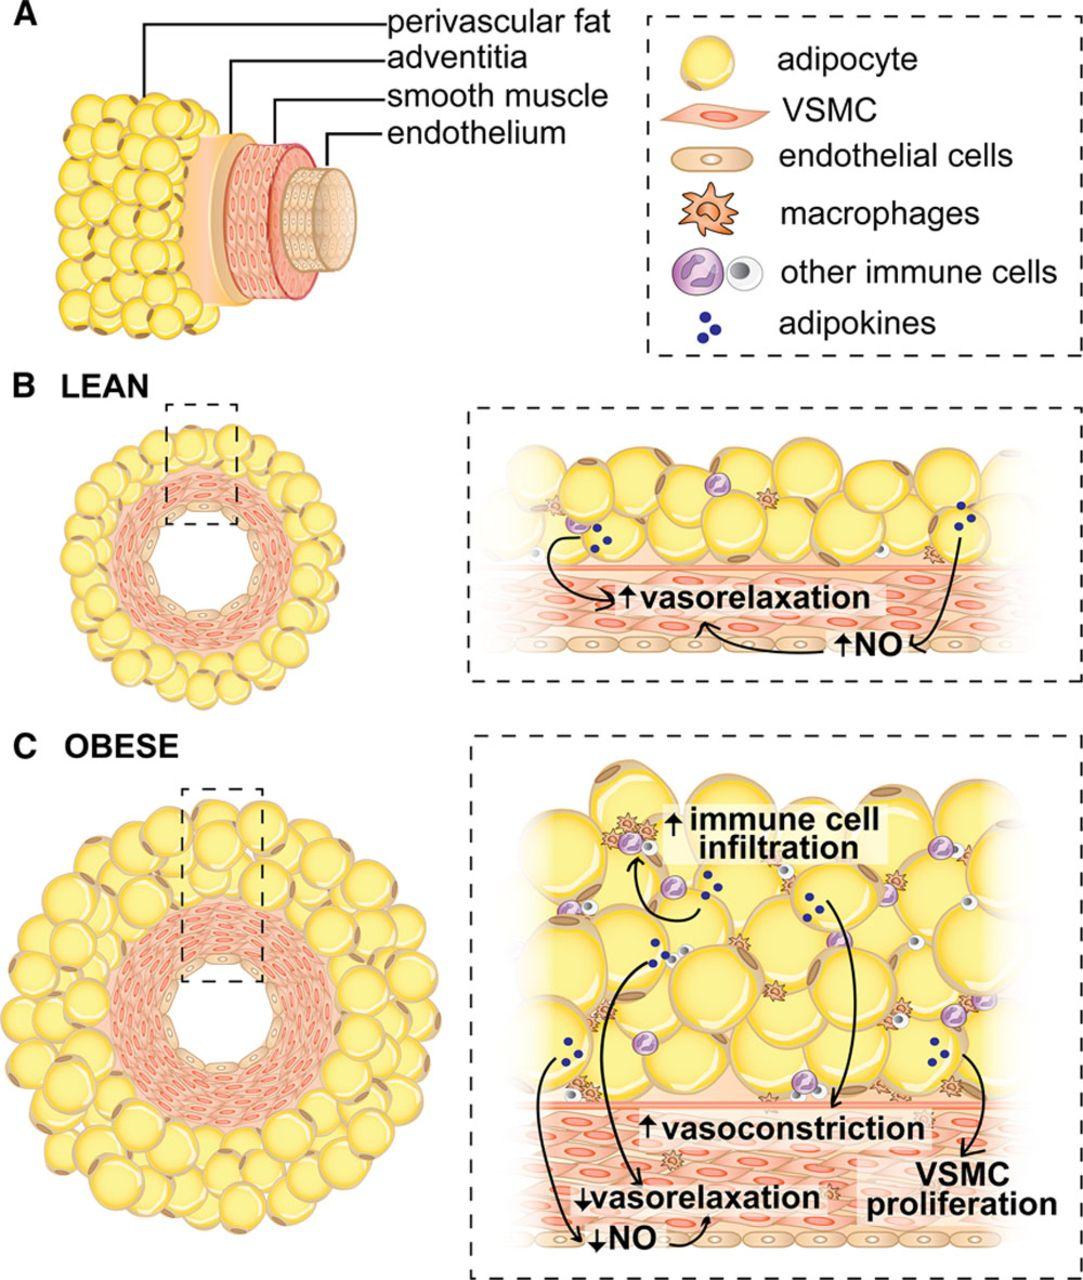 A
perivascular fat
adventitia
smooth muscle
endothelium
adipocyte
VSMC
endothelial cells
macrophages
other immune cells
adipokines
B LEAN
↑vasorelaxation
↑NO
C OBESE
↑ immune cell
infiltration
↑vasoconstriction
VSMC
proliferation
↓vasorelaxation
↓NO